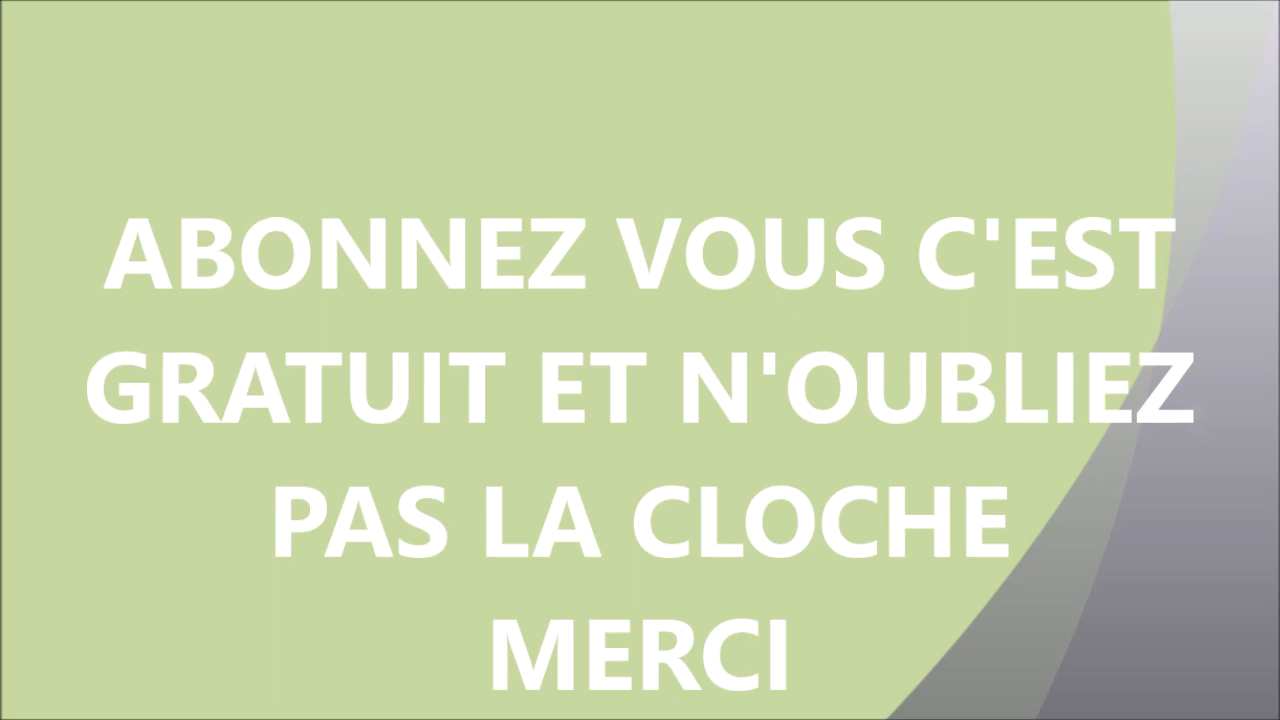 ABONNEZ VOUS C'EST
GRATUIT ET N'OUBLIEZ
PAS LA CLOCHE
MERCI